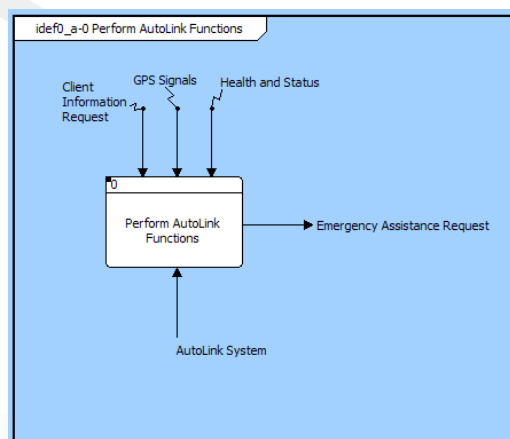 idef0_a-0 Perform AutoLink Functions
GPS Signals
Health and Status
Client
Information
Request
0
Perform AutoLink
Functions
Emergency Assistance Request
AutoLink System